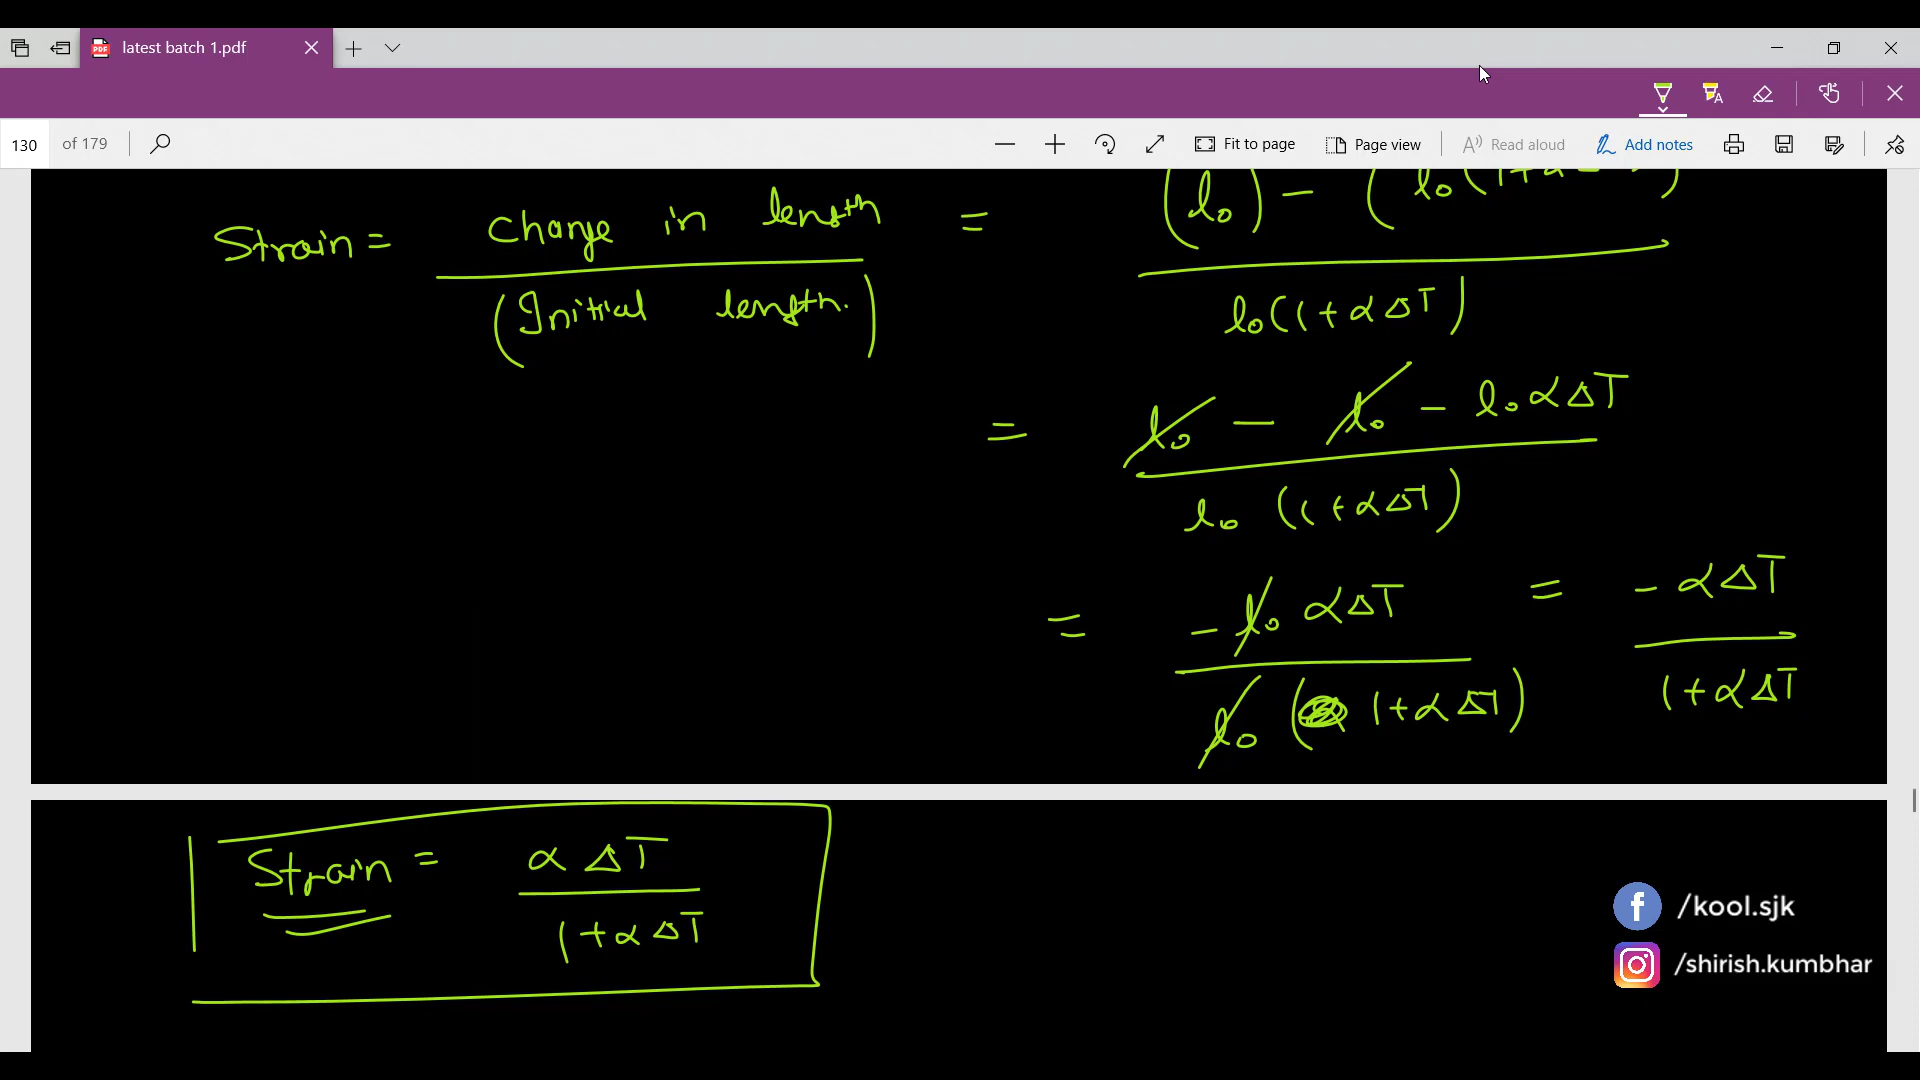 latest batch 1.pdf
130 of 179
Fit to page
Page view
Read aloud
Add notes
Strain = Change in length / (Initial length.) = (l₀) - (l₀(1+α / l₀(1+αΔT)
= l₀ - l₀ - l₀αΔT / l₀ (1+αΔT)
= -l₀ αΔT / l₀ (1+αΔT) = -αΔT / 1+αΔT
Strain = α ΔT / 1+αΔT
/kool.sjk
/shirish.kumbhar